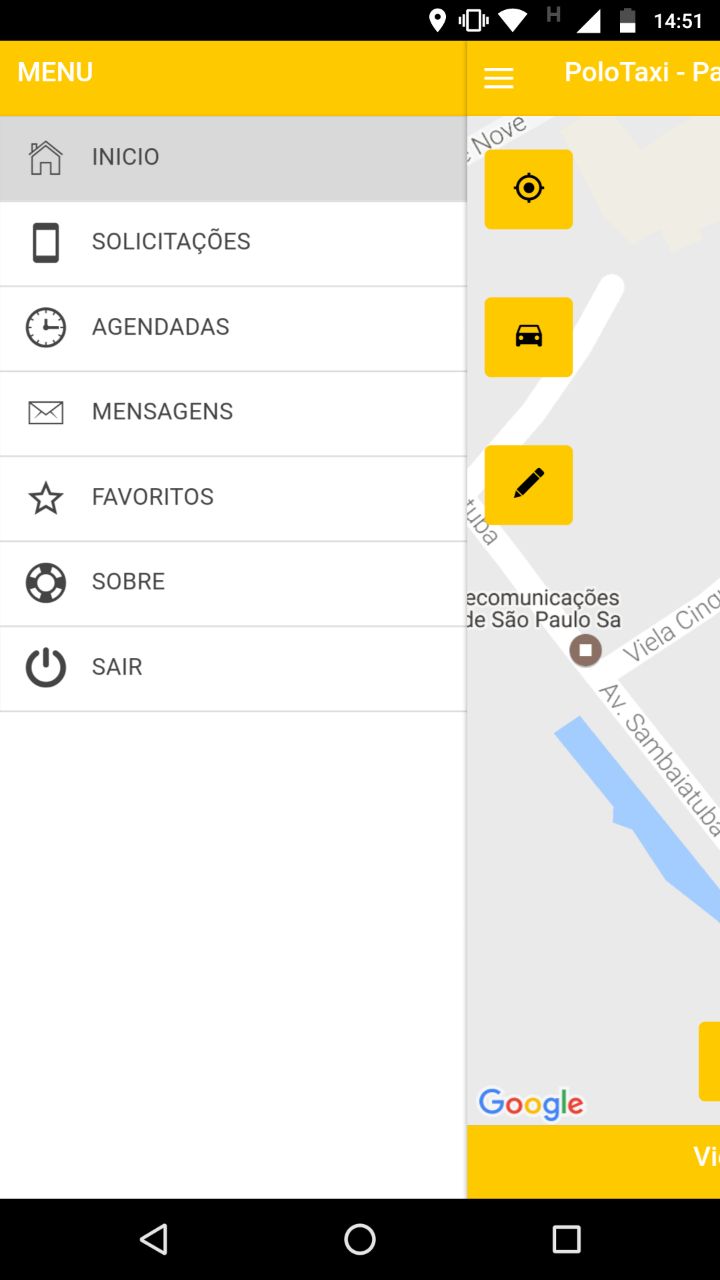 H 14:51
MENU
PoloTaxi - Pa
INICIO
SOLICITAÇÕES
AGENDADAS
MENSAGENS
FAVORITOS
SOBRE
SAIR
Nove
tuba
ecomunicações
de São Paulo Sa
Viela Cinq
Av. Sambaiatuba
Google
Vi